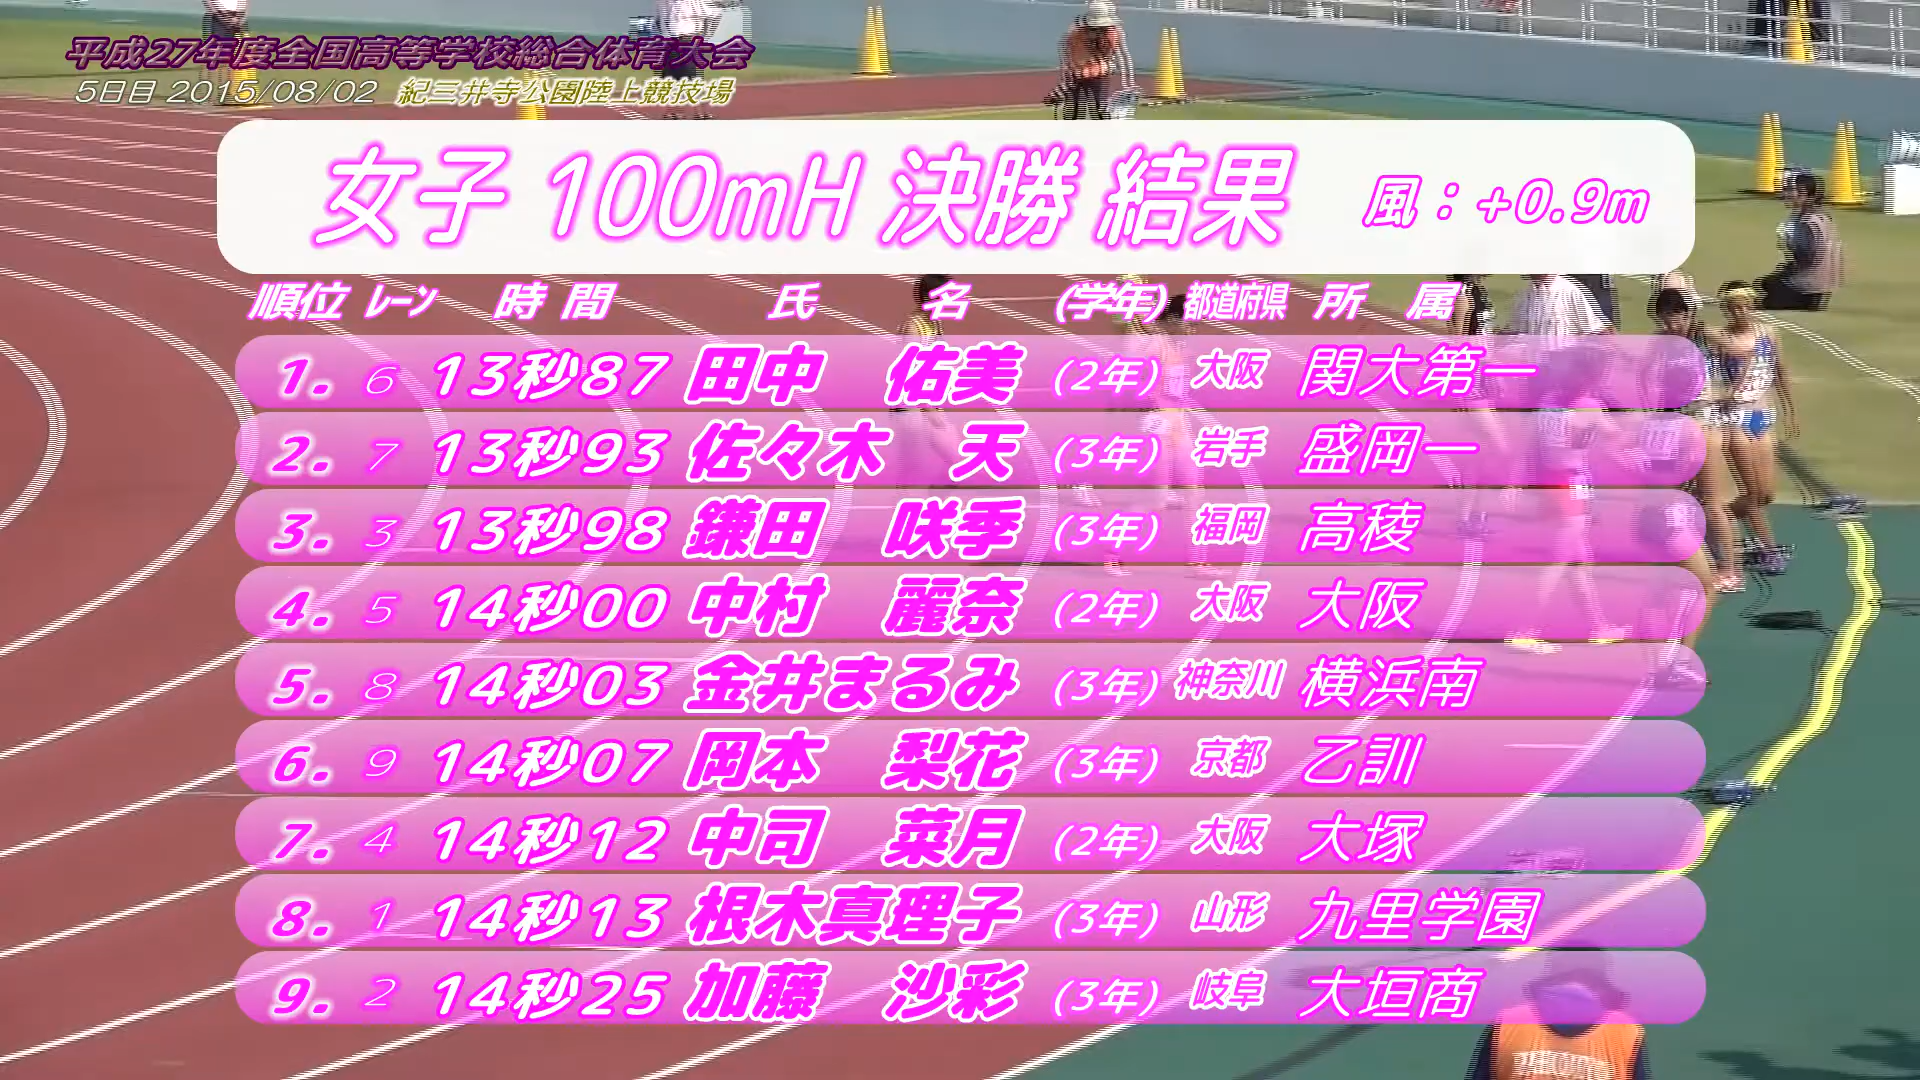 平成27年度全国高等学校総合体育大会
5日目 2015/08/02 紀三井寺公園陸上競技場
女子 100mH 決勝 結果 風：+0.9m
順位 ﾚｰﾝ 時間 氏名 (学年) 都道府県 所属
1. 6 13秒87 田中 佑美 (2年) 大阪 関大第一
2. 7 13秒93 佐々木 天 (3年) 岩手 盛岡一
3. 3 13秒98 鎌田 咲季 (3年) 福岡 高稜
4. 5 14秒00 中村 麗奈 (2年) 大阪 大阪
5. 8 14秒03 金井まるみ (3年) 神奈川 横浜南
6. 9 14秒07 岡本 梨花 (3年) 京都 乙訓
7. 4 14秒12 中司 菜月 (2年) 大阪 大塚
8. 1 14秒13 根木真理子 (3年) 山形 九里学園
9. 2 14秒25 加藤 沙彩 (3年) 岐阜 大垣商